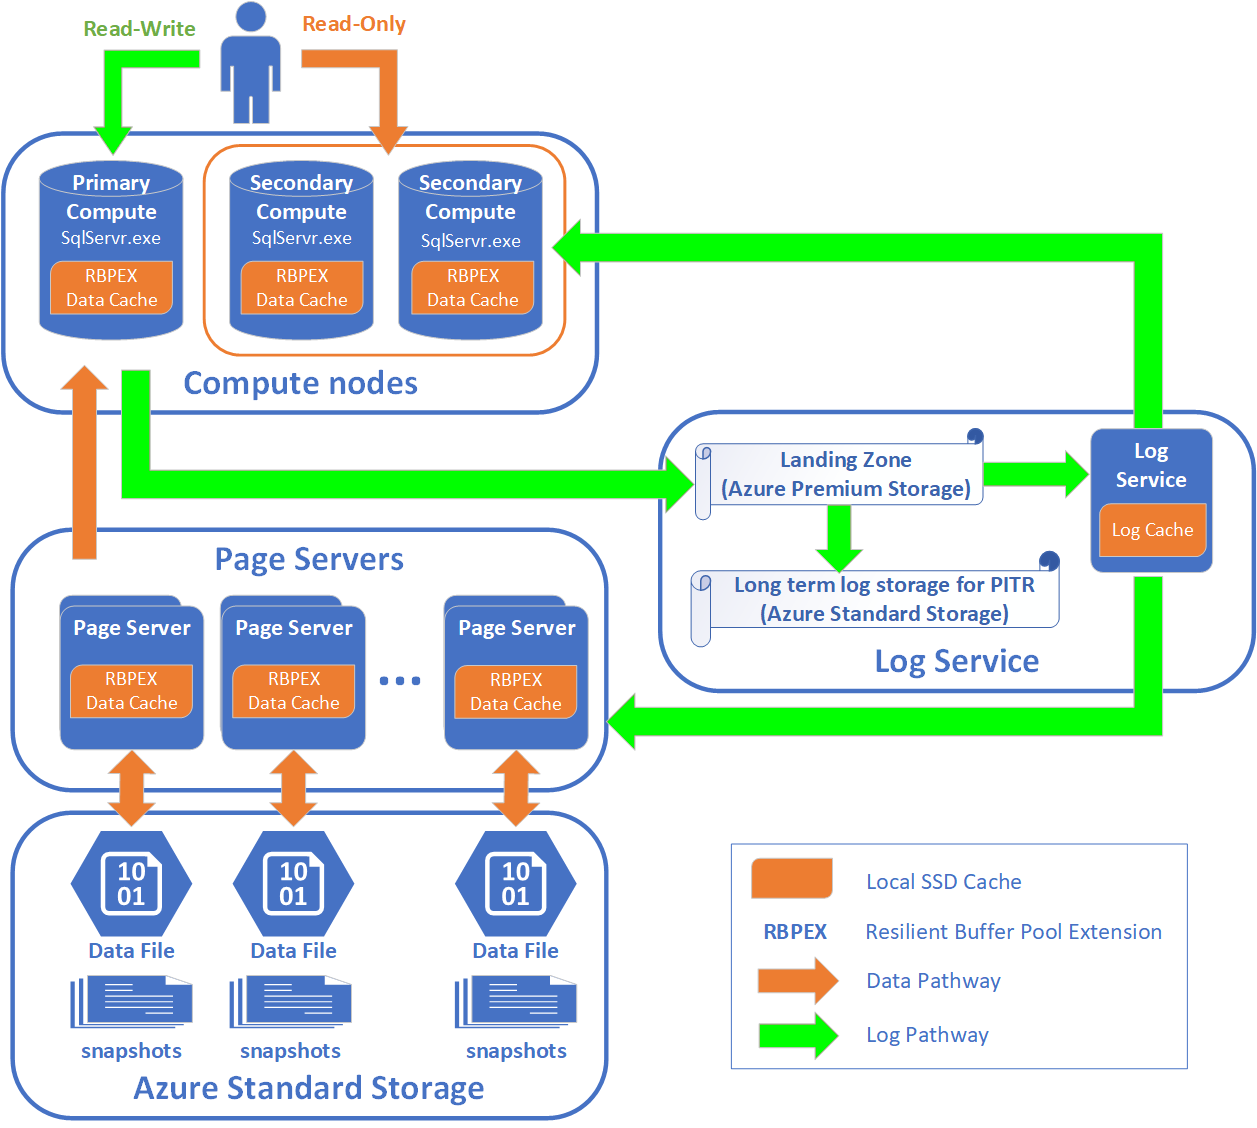 Read-Write
Read-Only
Primary
Compute
SqlServr.exe
RBPEX
Data Cache
Secondary
Compute
SqlServr.exe
RBPEX
Data Cache
Secondary
Compute
SqlServr.exe
RBPEX
Data Cache
Compute nodes
Landing Zone
(Azure Premium Storage)
Log
Service
Log Cache
Long term log storage for PITR
(Azure Standard Storage)
Log Service
Page Servers
Page Server
RBPEX
Data Cache
Page Server
RBPEX
Data Cache
...
Page Server
RBPEX
Data Cache
10
01
Data File
snapshots
10
01
Data File
snapshots
10
01
Data File
snapshots
Azure Standard Storage
Local SSD Cache
RBPEX Resilient Buffer Pool Extension
Data Pathway
Log Pathway